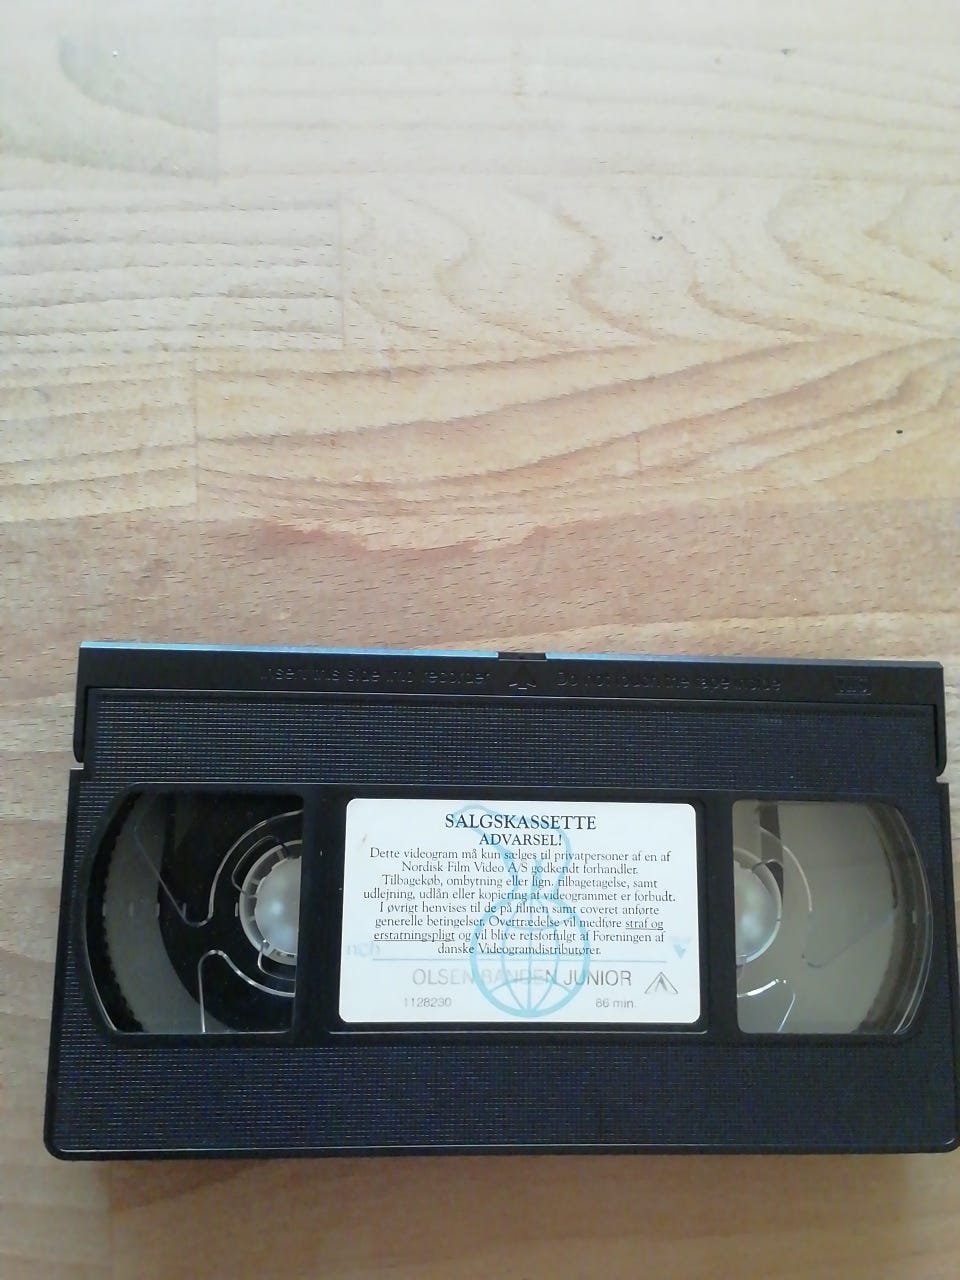 Insert this side into recorder Do not touch the tape inside
VHS
SALGSKASSETTE
ADVARSEL!
Dette videogram må kun sælges til privatpersoner af en af
Nordisk Film Video A/S godkendt forhandler.
Tilbagekøb, ombytning eller lign. tilbagetagelse, samt
udlejning, udlån eller kopiering af videogrammet er forbudt.
I øvrigt henvises til de på filmen samt coveret anførte
generelle betingelser. Overtrædelse vil medføre straf og
erstatningspligt og vil blive retsforfulgt af Foreningen af
danske Videogramdistributører.
OLSEN BANDEN JUNIOR
1128230 86 min.